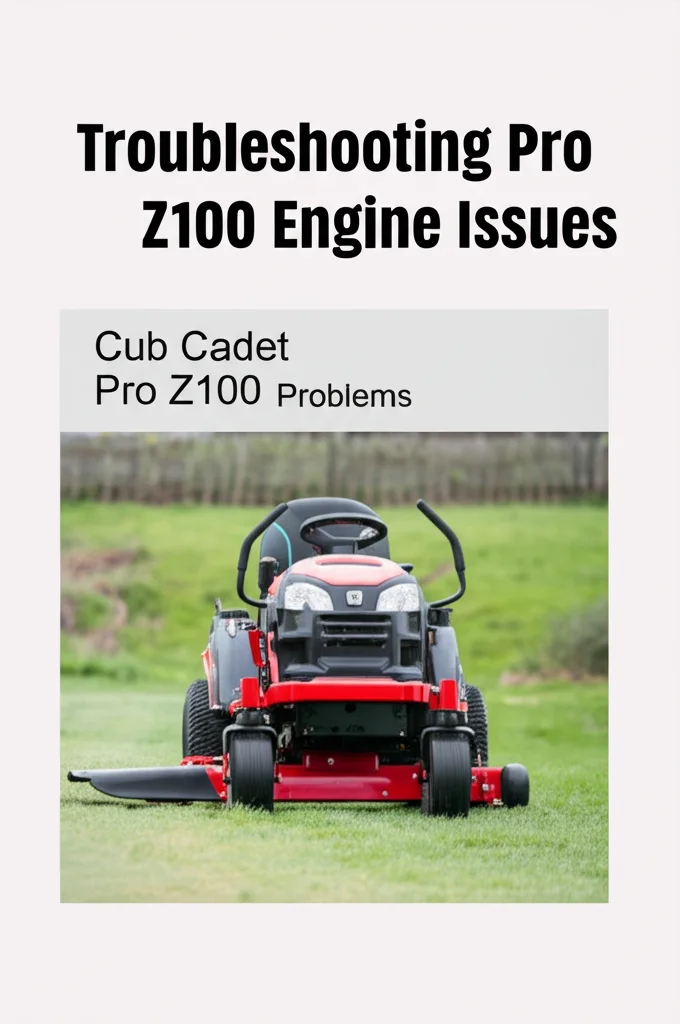 Troubleshooting Pro
Z100 Engine Issues
Cub Cadet
Pro Z100 Problems